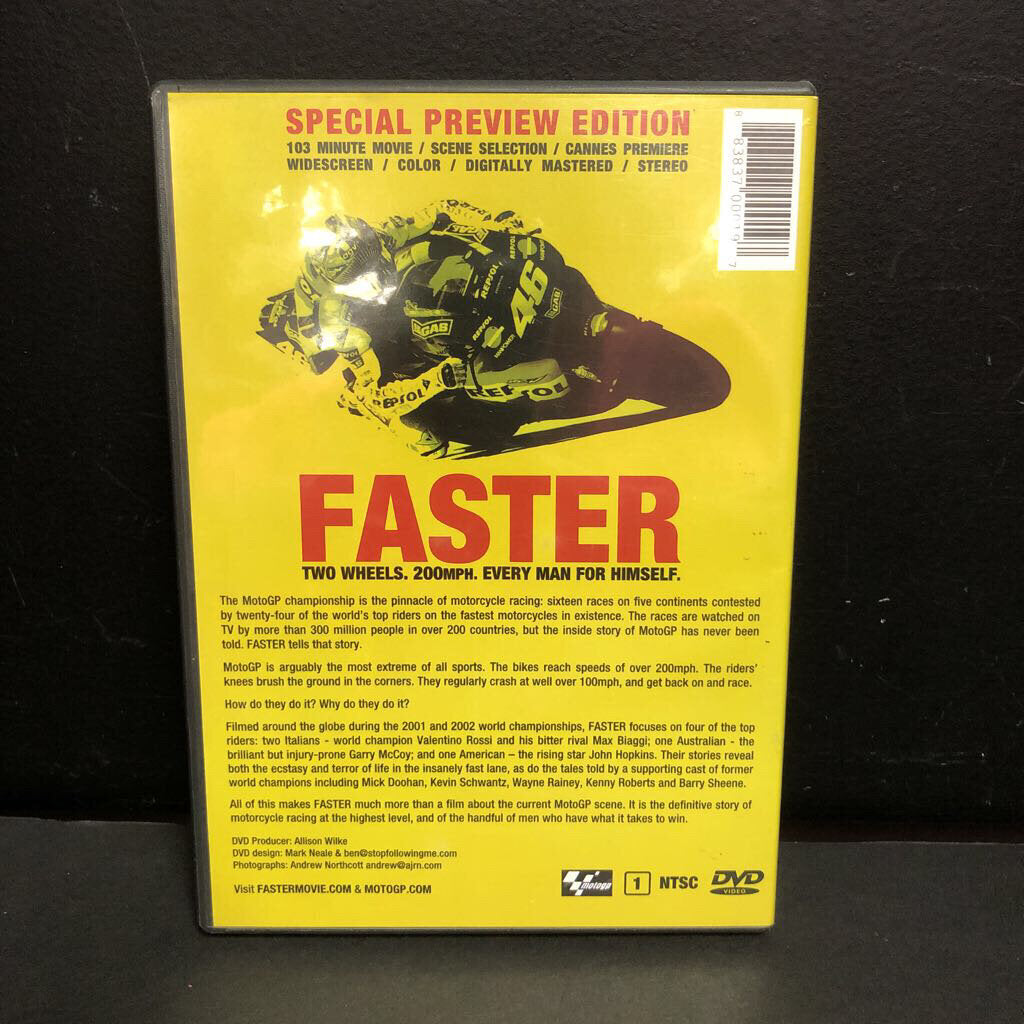 SPECIAL PREVIEW EDITION
103 MINUTE MOVIE / SCENE SELECTION / CANNES PREMiERE
WIDESCREEN / COLOR / DIGITALLY MASTERED / STEREO
8 83837 00019 7
REPSOL
GAS
REPSOL
46
GAS
REPSOL
REPSOL
REPSOL
FASTER
TWO WHEELS. 200MPH. EVERY MAN FOR HIMSELF.
The MotoGP championship is the pinnacle of motorcycle racing: sixteen races on five continents contested
by twenty-four of the world's top riders on the fastest motorcycles in existence. The races are watched on
TV by more than 300 million people in over 200 countries, but the inside story of MotoGP has never been
told. FASTER tells that story.
MotoGP is arguably the most extreme of all sports. The bikes reach speeds of over 200mph. The riders'
knees brush the ground in the corners. They regularly crash at well over 100mph, and get back on and race.
How do they do it? Why do they do it?
Filmed around the globe during the 2001 and 2002 world championships, FASTER focuses on four of the top
riders: two Italians - world champion Valentino Rossi and his bitter rival Max Biaggi; one Australian - the
brilliant but injury-prone Garry McCoy; and one American – the rising star John Hopkins. Their stories reveal
both the ecstasy and terror of life in the insanely fast lane, as do the tales told by a supporting cast of former
world champions including Mick Doohan, Kevin Schwantz, Wayne Rainey, Kenny Roberts and Barry Sheene.
All of this makes FASTER much more than a film about the current MotoGP scene. It is the definitive story of
motorcycle racing at the highest level, and of the handful of men who have what it takes to win.
DVD Producer: Allison Wilke
DVD design: Mark Neale & ben@stopfollowingme.com
Photographs: Andrew Northcott andrew@ajrn.com
Visit FASTERMOVIE.COM & MOTOGP.COM
motogp
1
NTSC
DVD
VIDEO